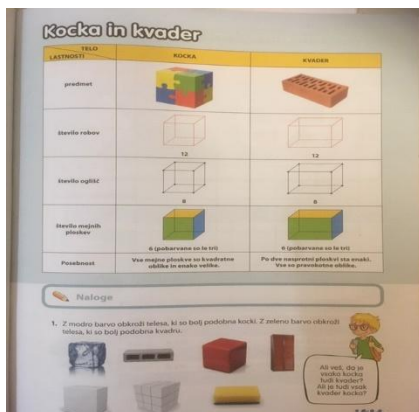 Kocka in kvader
TELO
LASTNOSTI
KOCKA
KVADER
predmet
število robov
12
12
število oglišč
8
8
število mejnih
ploskev
6 (pobarvane so le tri)
6 (pobarvane so le tri)
Posebnost
Vse mejne ploskve so kvadratne
oblike in enako velike.
Po dve nasprotni ploskvi sta enaki.
Vse so pravokotne oblike.
Naloge
1. Z modro barvo obkroži telesa, ki so bolj podobna kocki. Z zeleno barvo obkroži
telesa, ki so bolj podobna kvadru.
Ali veš, da je
vsaka kocka
tudi kvader?
Ali je tudi vsak
kvader kocka?